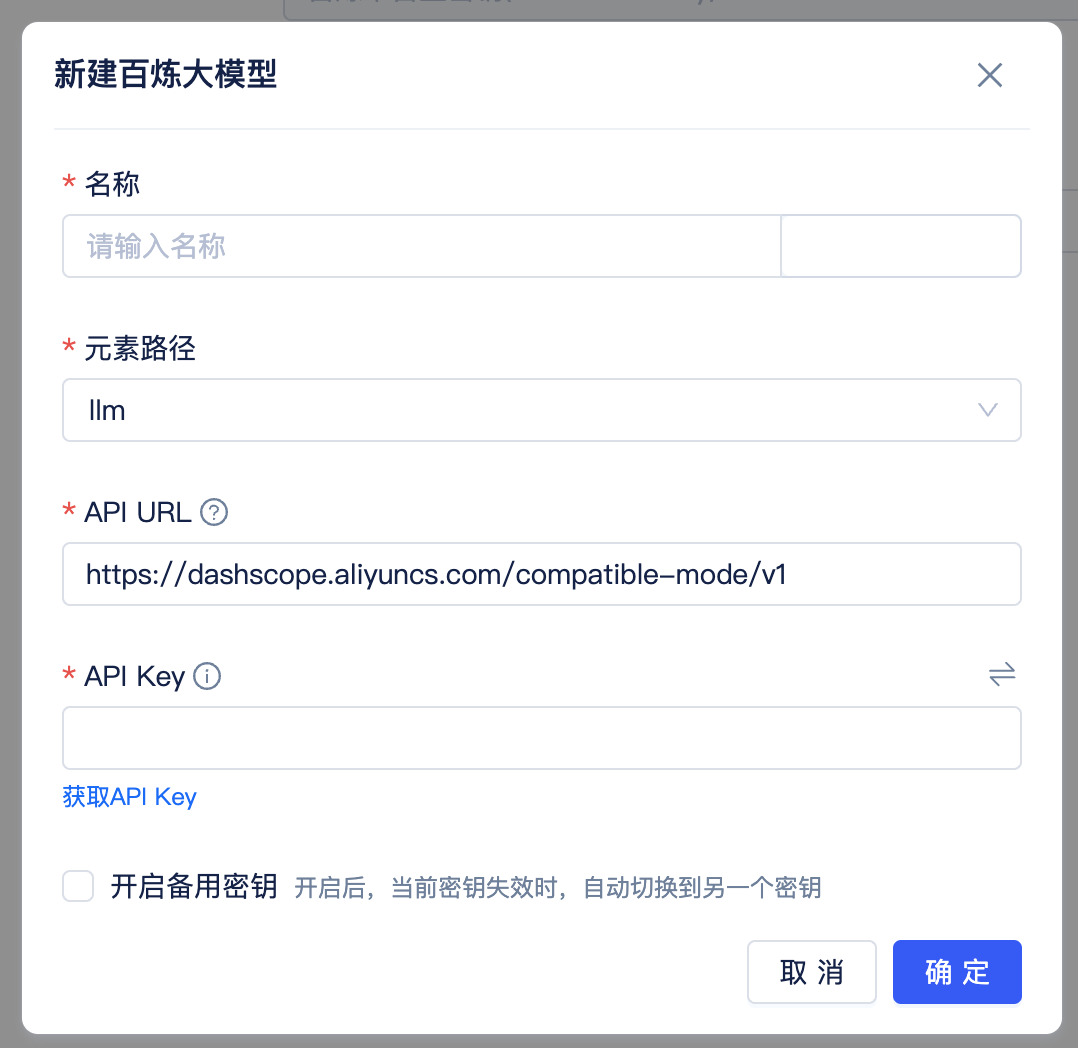 新建百炼大模型
* 名称
请输入名称
* 元素路径
llm
* API URL
https://dashscope.aliyuncs.com/compatible-mode/v1
* API Key
获取API Key
开启备用密钥 开启后，当前密钥失效时，自动切换到另一个密钥
取 消
确 定